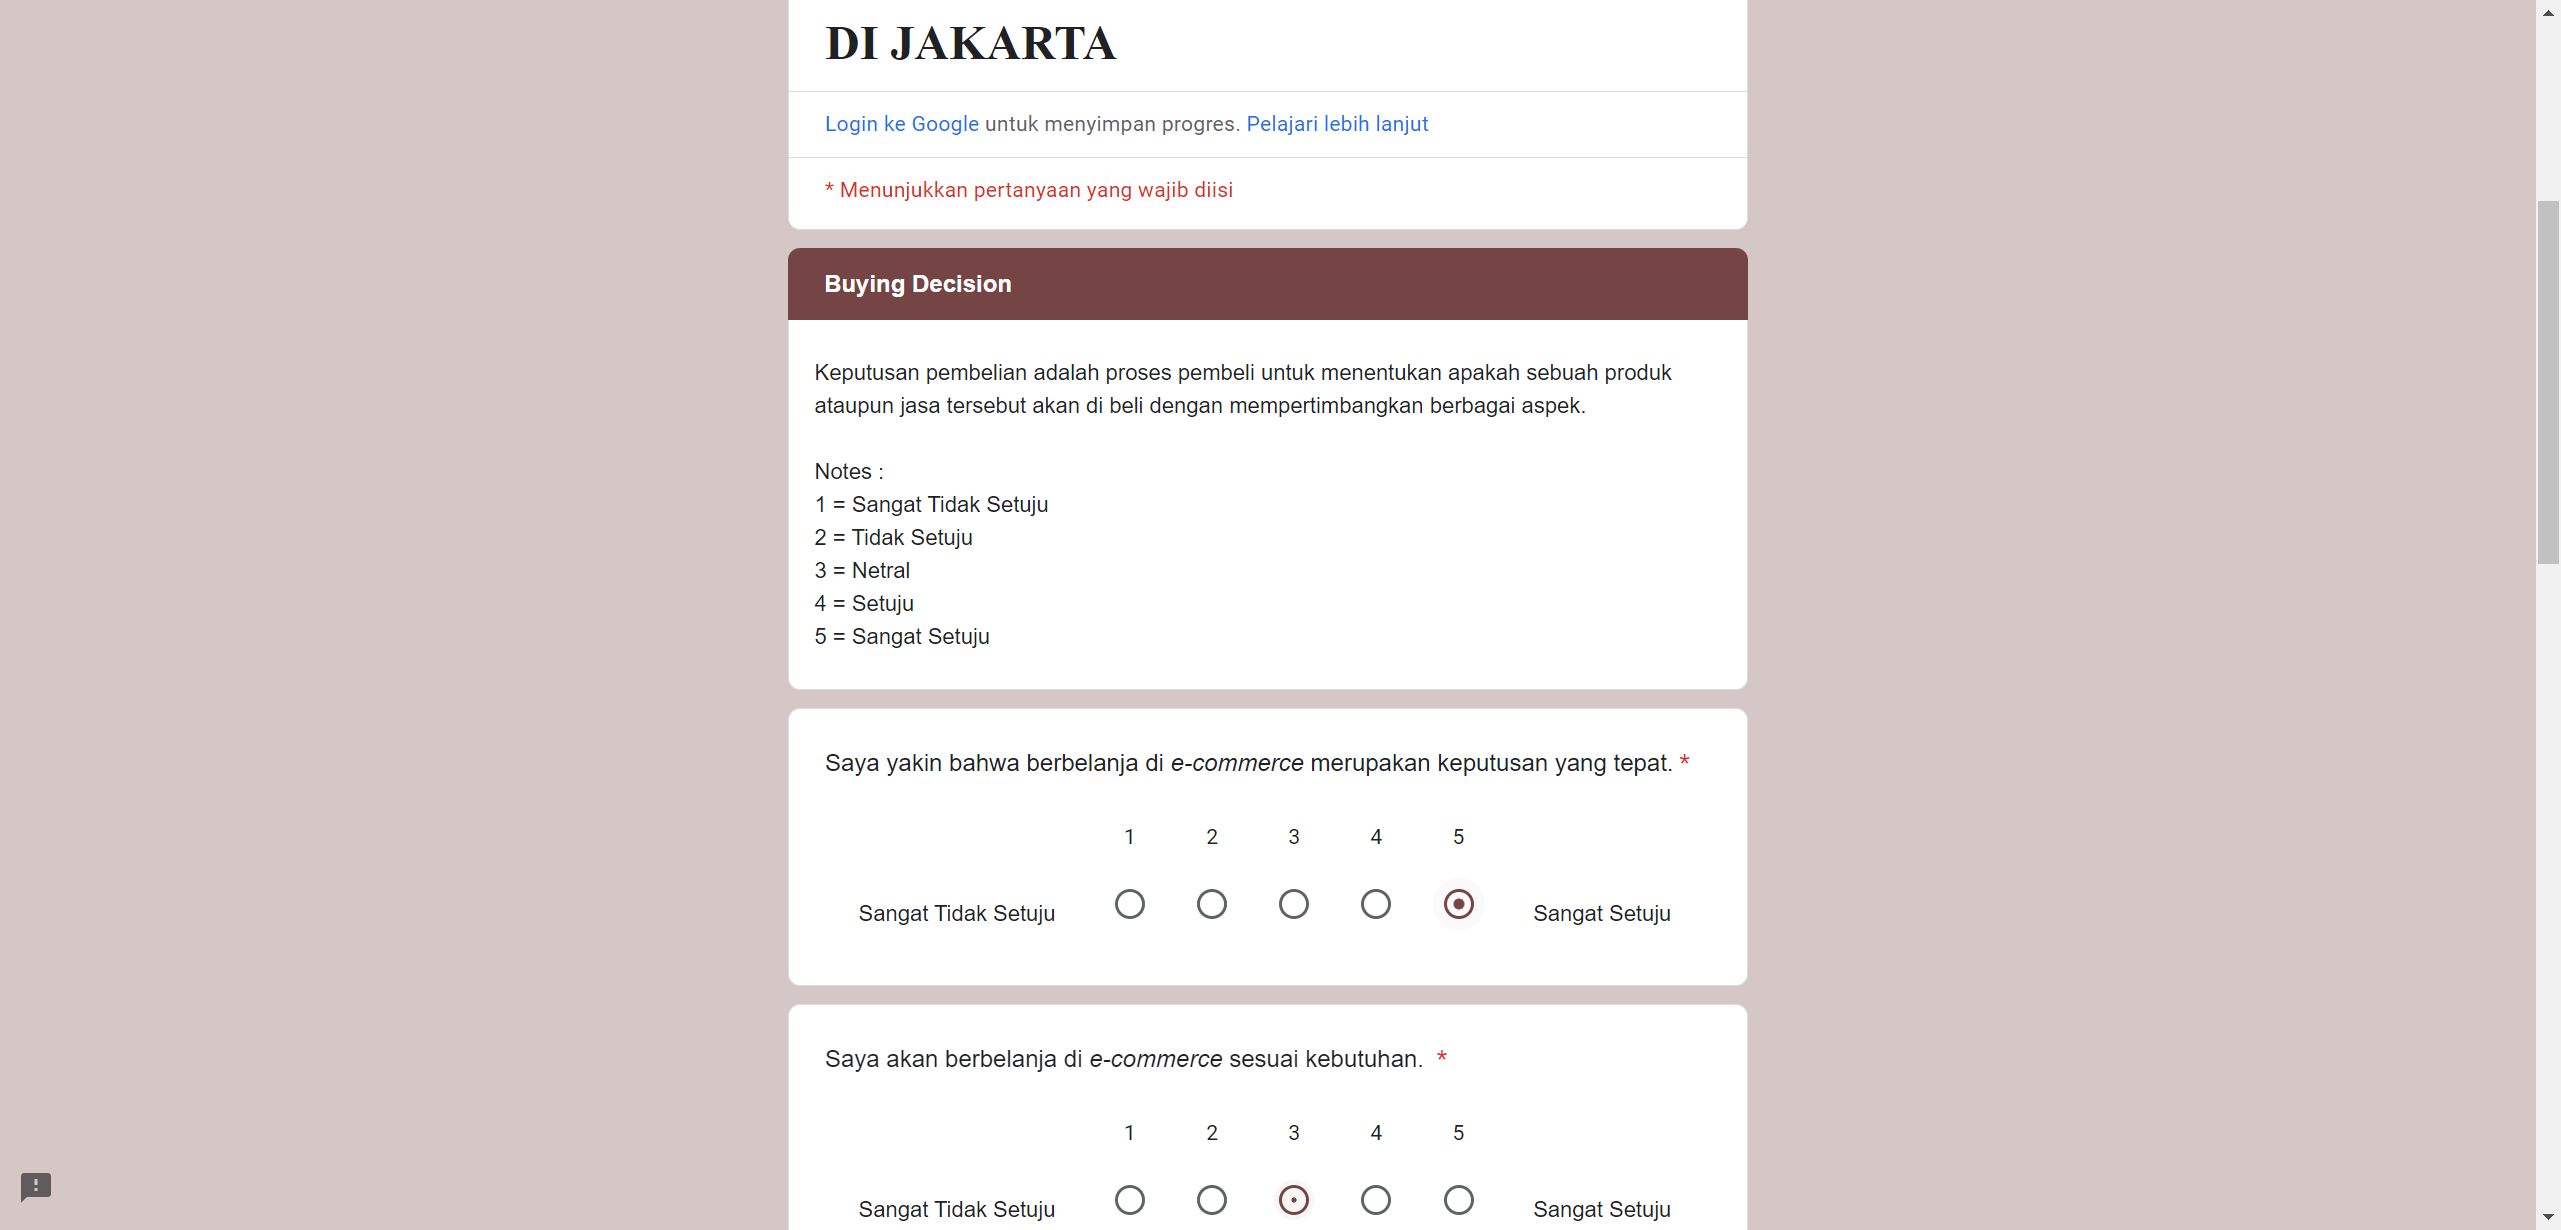 DI JAKARTA
Login ke Google untuk menyimpan progres. Pelajari lebih lanjut
* Menunjukkan pertanyaan yang wajib diisi
Buying Decision
Keputusan pembelian adalah proses pembeli untuk menentukan apakah sebuah produk
ataupun jasa tersebut akan di beli dengan mempertimbangkan berbagai aspek.
Notes :
1 = Sangat Tidak Setuju
2 = Tidak Setuju
3 = Netral
4 = Setuju
5 = Sangat Setuju
Saya yakin bahwa berbelanja di e-commerce merupakan keputusan yang tepat. *
1 2 3 4 5
Sangat Tidak Setuju Sangat Setuju
Saya akan berbelanja di e-commerce sesuai kebutuhan. *
1 2 3 4 5
Sangat Tidak Setuju Sangat Setuju